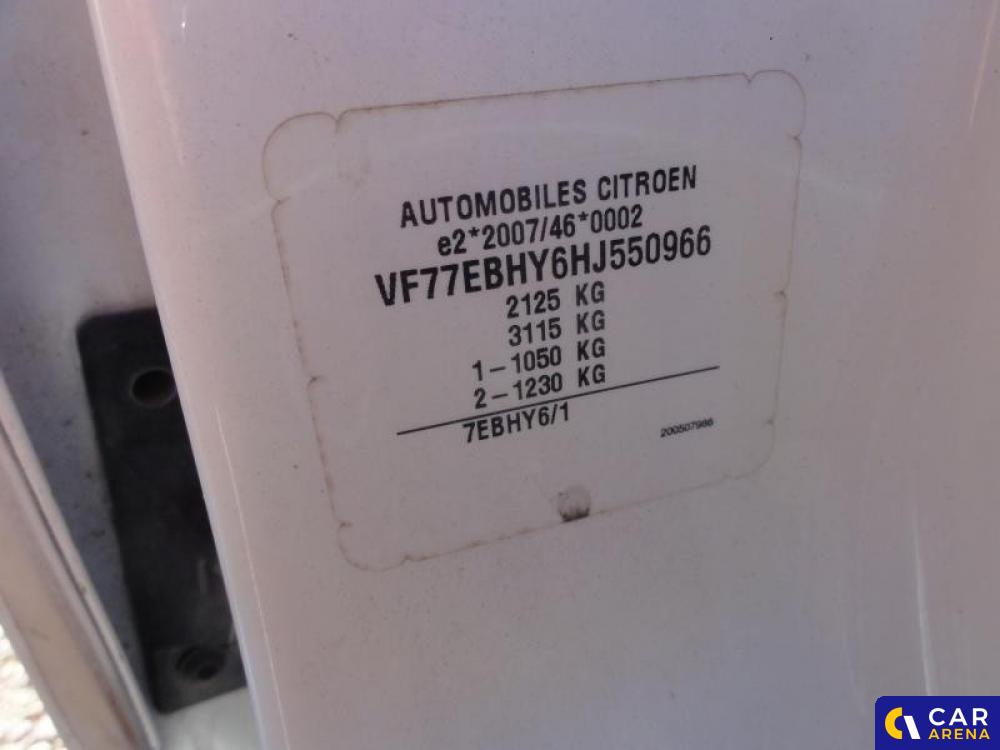 AUTOMOBILES CITROEN
e2*2007/46*0002
VF77EBHY6HJ550966
2125 KG
3115 KG
1-1050 KG
2-1230 KG
7EBHY6/1
200507986
CAR
ARENA